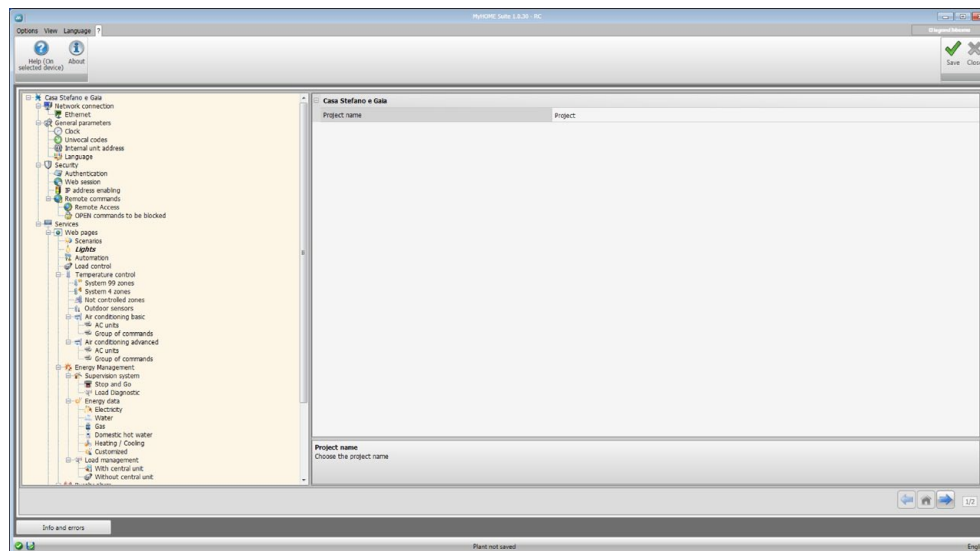 MyHOME Suite 1.0.30 - MC
Options View Language ?
Help (On selected device)
About
Save Close
Casa Stefano e Gaia
Network connection
Ethernet
General parameters
Clock
Univocal codes
Internal unit address
Language
Security
Authentication
Web session
IP address enabling
Remote commands
Remote Access
OPEN commands to be blocked
Services
Web pages
Scenarios
Lights
Automation
Load control
Temperature control
System 99 zones
System 4 zones
Not controlled zones
Outdoor sensors
Air conditioning basic
AC units
Group of commands
Air conditioning advanced
AC units
Group of commands
Energy Management
Supervision system
Stop and Go
Load Diagnostic
Energy data
Electricity
Water
Gas
Domestic hot water
Heating / Cooling
Customized
Load management
With central unit
Without central unit
Casa Stefano e Gaia
Project name Project
Project name
Choose the project name
1/2
Info and errors
Plant not saved
Engl